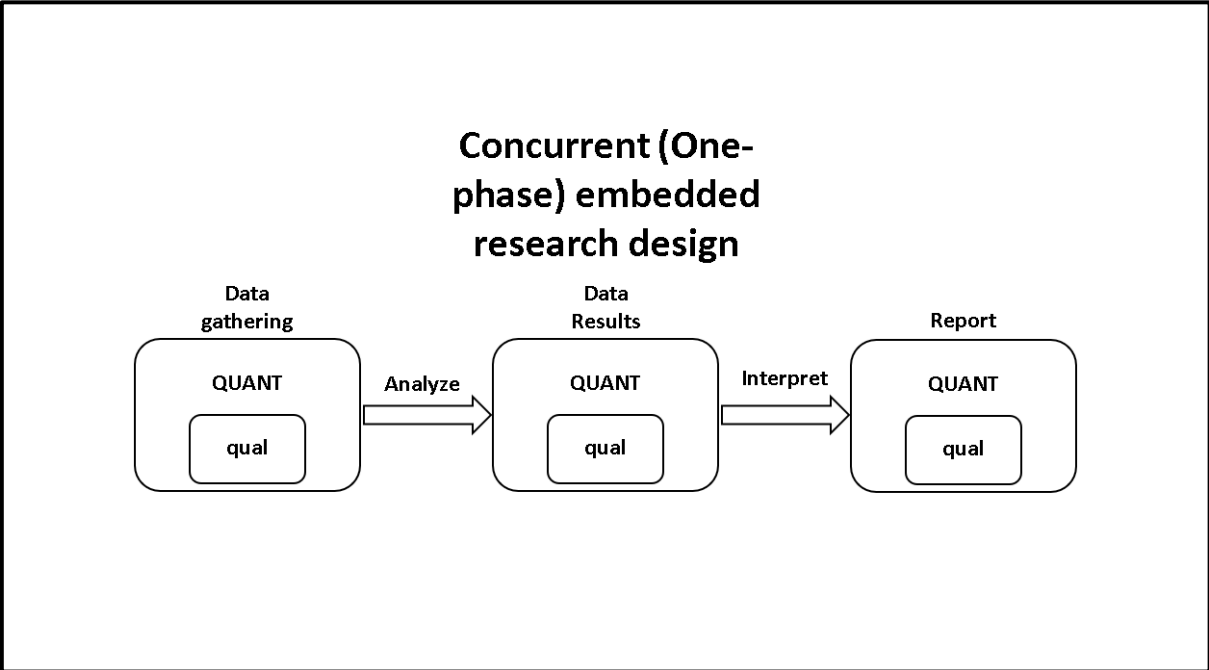 Concurrent (One-
phase) embedded
research design
Data
gathering
Data
Results
Report
QUANT
Analyze
QUANT
Interpret
QUANT
qual
qual
qual